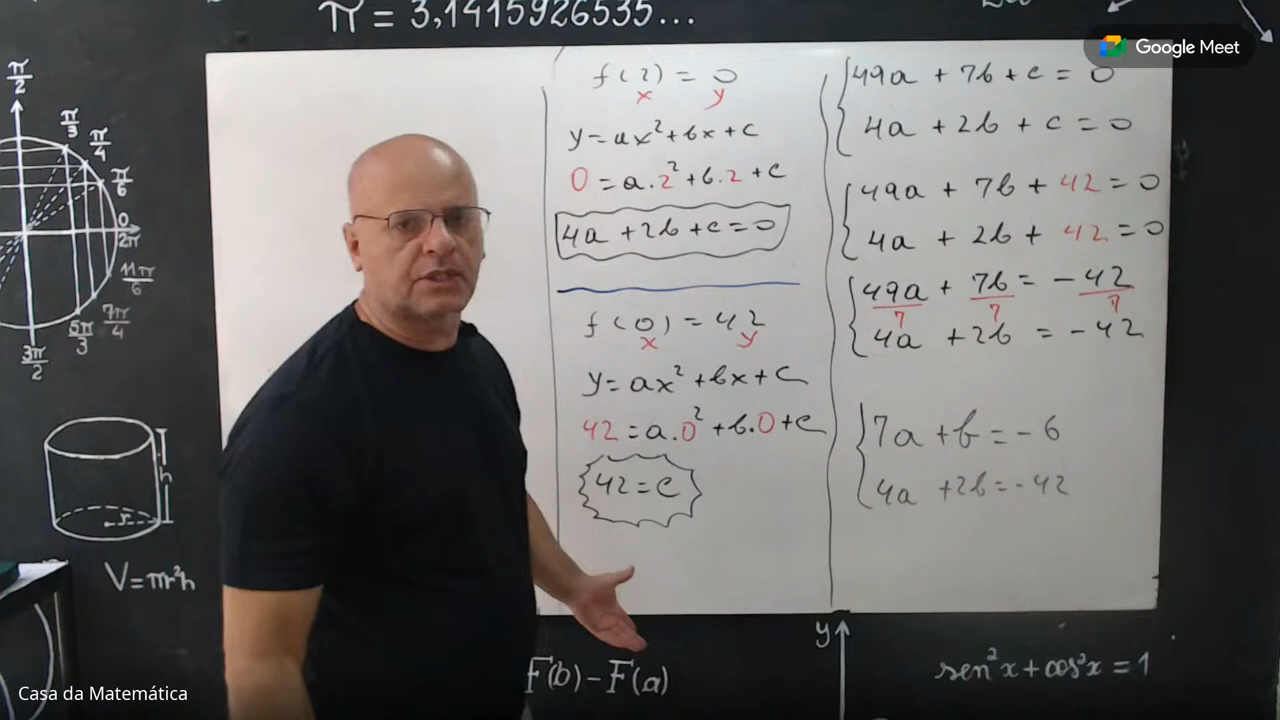 π = 3,1415926535...
Google Meet
π/2
π/3
π/4
π/6
0
2π
11π/6
7π/4
5π/3
3π/2
h
r
V = πr²h
f(2) = 0
x y
y = ax² + bx + c
0 = a.2² + b.2 + c
4a + 2b + c = 0
f(0) = 42
x y
y = ax² + bx + c
42 = a.0² + b.0 + c
42 = c
49a + 7b + c = 0
4a + 2b + c = 0
49a + 7b + 42 = 0
4a + 2b + 42 = 0
49a + 7b = -42
7 7 7
4a + 2b = -42
7a + b = -6
4a + 2b = -42
y
F(b) - F(a)
sen²x + cos²x = 1
Casa da Matemática